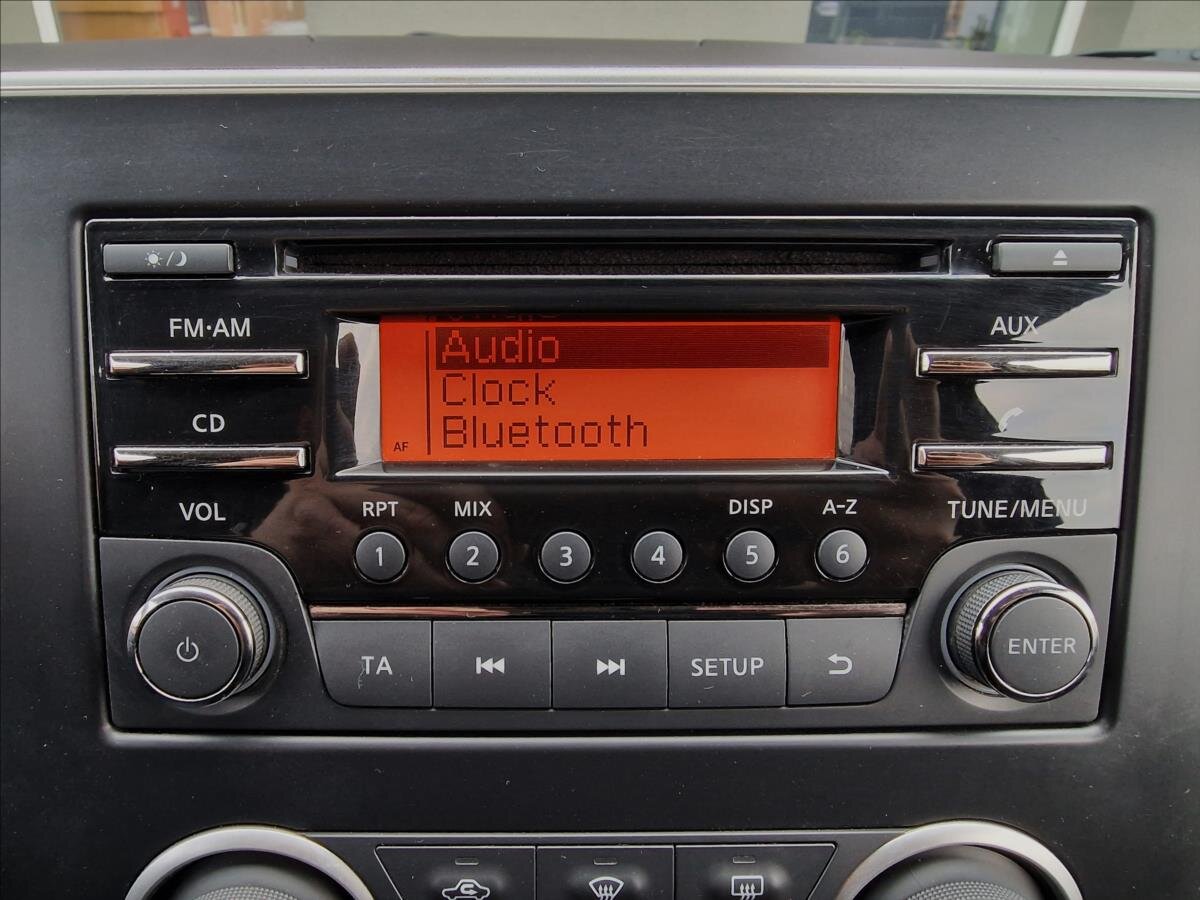 FM·AM
AUX
Audio
Clock
Bluetooth
AF
CD
VOL
RPT
MIX
DISP
A-Z
TUNE/MENU
1
2
3
4
5
6
TA
SETUP
ENTER